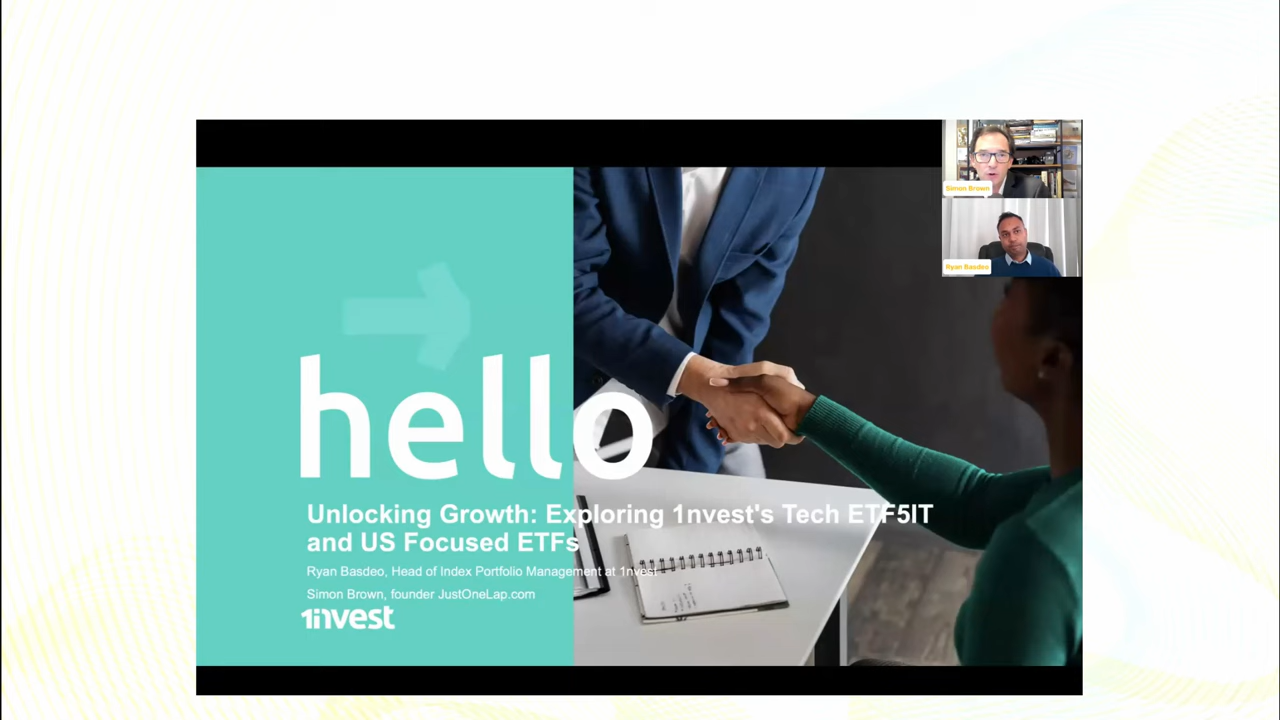 Simon Brown
Ryan Basdeo
hello
Unlocking Growth: Exploring 1nvest's Tech ETF5IT
and US Focused ETFs
Ryan Basdeo, Head of Index Portfolio Management at 1nvest
Simon Brown, founder JustOneLap.com
1nvest